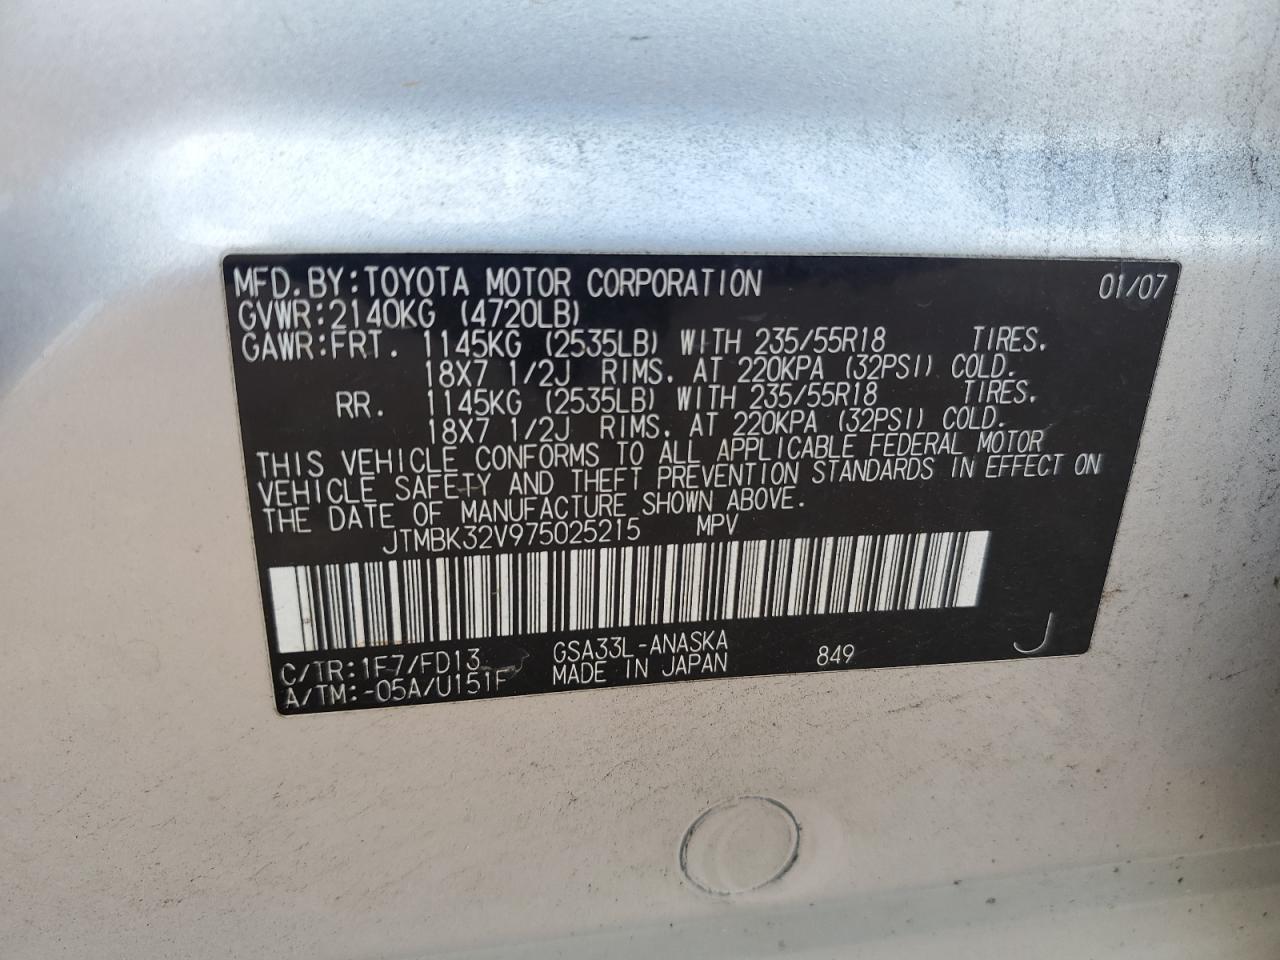 MFD.BY:TOYOTA MOTOR CORPORATION 01/07
GVWR:2140KG (4720LB)
GAWR:FRT. 1145KG (2535LB) WITH 235/55R18 TIRES.
18X7 1/2J RIMS. AT 220KPA (32PSI) COLD.
RR. 1145KG (2535LB) WITH 235/55R18 TIRES.
18X7 1/2J RIMS. AT 220KPA (32PSI) COLD.
THIS VEHICLE CONFORMS TO ALL APPLICABLE FEDERAL MOTOR
VEHICLE SAFETY AND THEFT PREVENTION STANDARDS IN EFFECT ON
THE DATE OF MANUFACTURE SHOWN ABOVE.
JTMBK32V975025215 MPV
C/TR:1F7/FD13 GSA33L-ANASKA 849 J
A/TM:-05A/U151F MADE IN JAPAN